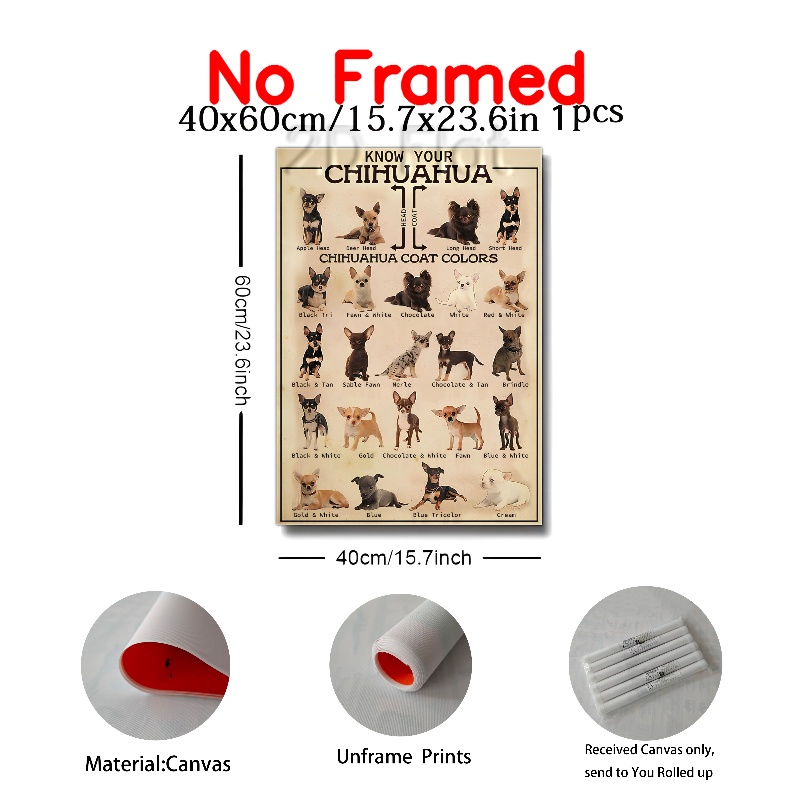 No Framed
40x60cm/15.7x23.6in 1pcs
2D Flat
KNOW YOUR
CHIHUAHUA
HEAD
COAT
Apple Head Deer Head Long Head Short Head
CHIHUAHUA COAT COLORS
Black Tri Fawn & White Chocolate White Red & White
Black & Tan Sable Fawn Merle Chocolate & Tan Brindle
Black & White Gold Chocolate & White Fawn Blue & White
Gold & White Blue Blue Tricolor Cream
60cm/23.6inch
40cm/15.7inch
Material:Canvas
Unframe Prints
Received Canvas only,
send to You Rolled up